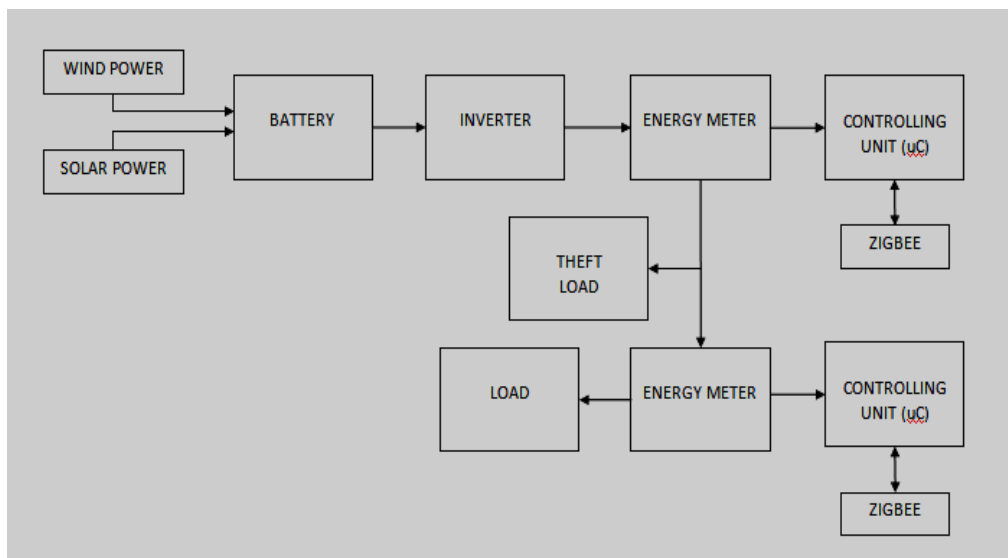 WIND POWER
SOLAR POWER
BATTERY
INVERTER
ENERGY METER
CONTROLLING
UNIT (uC)
ZIGBEE
THEFT
LOAD
LOAD
ENERGY METER
CONTROLLING
UNIT (uC)
ZIGBEE